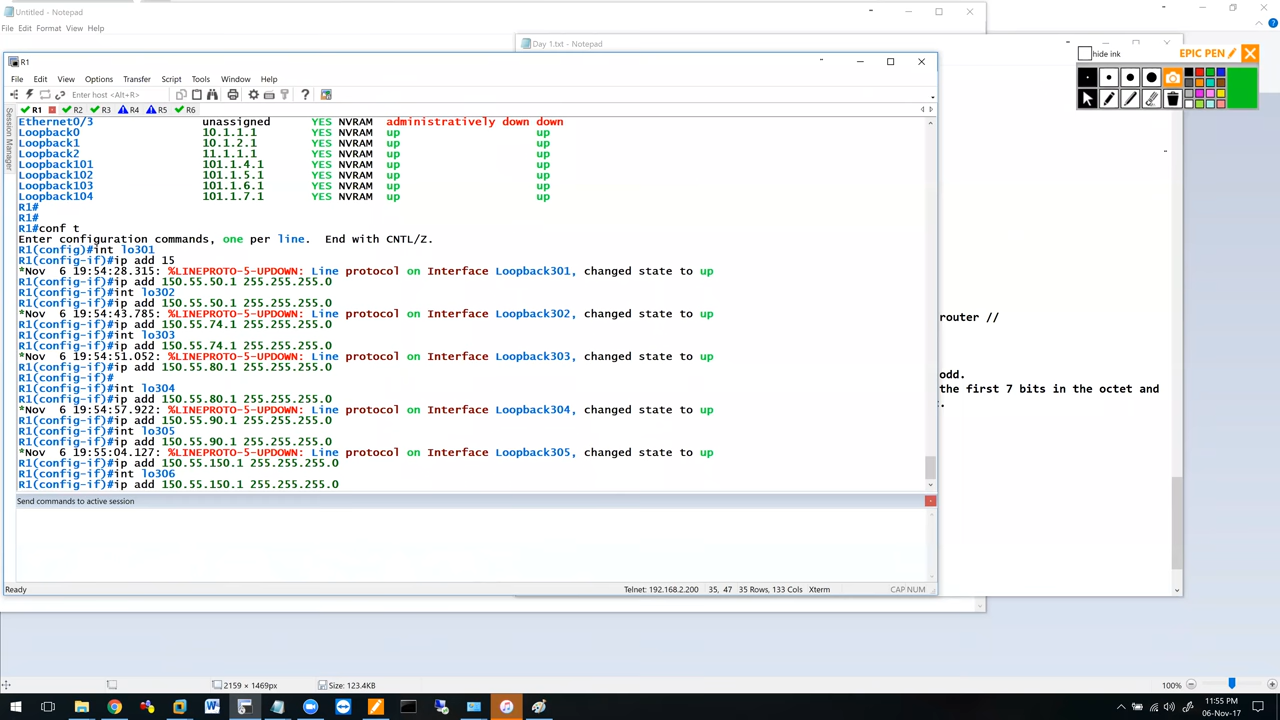 Untitled - Notepad
File Edit Format View Help
Day 1.txt - Notepad
hide ink
EPIC PEN
R1
File Edit View Options Transfer Script Tools Window Help
Enter host <Alt+R>
R1 R2 R3 R4 R5 R6
Session Manager
Ethernet0/3 unassigned YES NVRAM administratively down down
Loopback0 10.1.1.1 YES NVRAM up up
Loopback1 10.1.2.1 YES NVRAM up up
Loopback2 11.1.1.1 YES NVRAM up up
Loopback101 101.1.4.1 YES NVRAM up up
Loopback102 101.1.5.1 YES NVRAM up up
Loopback103 101.1.6.1 YES NVRAM up up
Loopback104 101.1.7.1 YES NVRAM up up
R1#
R1#
R1#conf t
Enter configuration commands, one per line. End with CNTL/Z.
R1(config)#int lo301
R1(config-if)#ip add 15
*Nov 6 19:54:28.315: %LINEPROTO-5-UPDOWN: Line protocol on Interface Loopback301, changed state to up
R1(config-if)#ip add 150.55.50.1 255.255.255.0
R1(config-if)#int lo302
R1(config-if)#ip add 150.55.50.1 255.255.255.0
*Nov 6 19:54:43.785: %LINEPROTO-5-UPDOWN: Line protocol on Interface Loopback302, changed state to up
R1(config-if)#ip add 150.55.74.1 255.255.255.0
R1(config-if)#int lo303
R1(config-if)#ip add 150.55.74.1 255.255.255.0
*Nov 6 19:54:51.052: %LINEPROTO-5-UPDOWN: Line protocol on Interface Loopback303, changed state to up
R1(config-if)#ip add 150.55.80.1 255.255.255.0
R1(config-if)#
R1(config-if)#int lo304
R1(config-if)#ip add 150.55.80.1 255.255.255.0
*Nov 6 19:54:57.922: %LINEPROTO-5-UPDOWN: Line protocol on Interface Loopback304, changed state to up
R1(config-if)#ip add 150.55.90.1 255.255.255.0
R1(config-if)#int lo305
R1(config-if)#ip add 150.55.90.1 255.255.255.0
*Nov 6 19:55:04.127: %LINEPROTO-5-UPDOWN: Line protocol on Interface Loopback305, changed state to up
R1(config-if)#ip add 150.55.150.1 255.255.255.0
R1(config-if)#int lo306
R1(config-if)#ip add 150.55.150.1 255.255.255.0
router //
odd.
the first 7 bits in the octet and
Send commands to active session
Ready
Telnet: 192.168.2.200 35, 47 35 Rows, 133 Cols Xterm CAP NUM
2159 × 1469px Size: 123.4KB 100%
11:55 PM
06-Nov-17